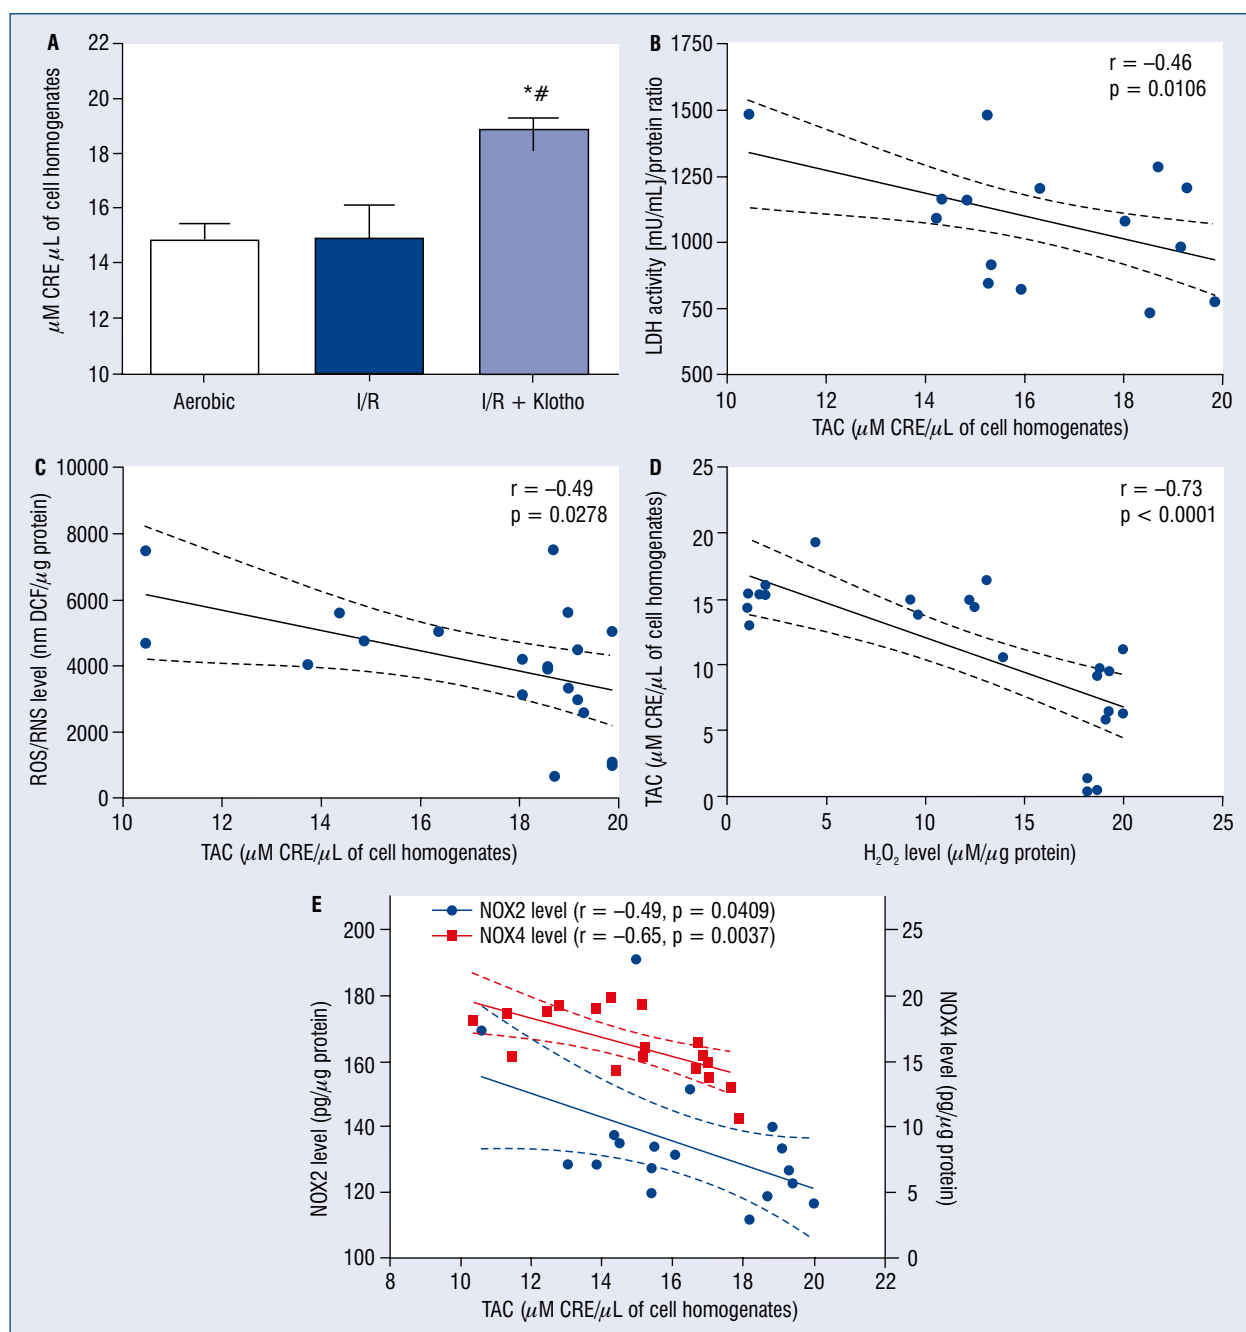 A
22
20
18
16
14
12
10
μM CRE/μL of cell homogenates
*#
Aerobic
I/R
I/R + Klotho
B
1750
1500
1250
1000
750
500
LDH activity [mU/mL]/protein ratio
r = –0.46
p = 0.0106
10
12
14
16
18
20
TAC (μM CRE/μL of cell homogenates)
C
10000
8000
6000
4000
2000
0
ROS/RNS level (nm DCF/μg protein)
r = –0.49
p = 0.0278
10
12
14
16
18
20
TAC (μM CRE/μL of cell homogenates)
D
25
20
15
10
5
0
TAC (μM CRE/μL of cell homogenates)
r = –0.73
p < 0.0001
0
5
10
15
20
25
H₂O₂ level (μM/μg protein)
E
NOX2 level (r = –0.49, p = 0.0409)
NOX4 level (r = –0.65, p = 0.0037)
200
180
160
140
120
100
NOX2 level (pg/μg protein)
25
20
15
10
5
0
NOX4 level (pg/μg protein)
8
10
12
14
16
18
20
22
TAC (μM CRE/μL of cell homogenates)